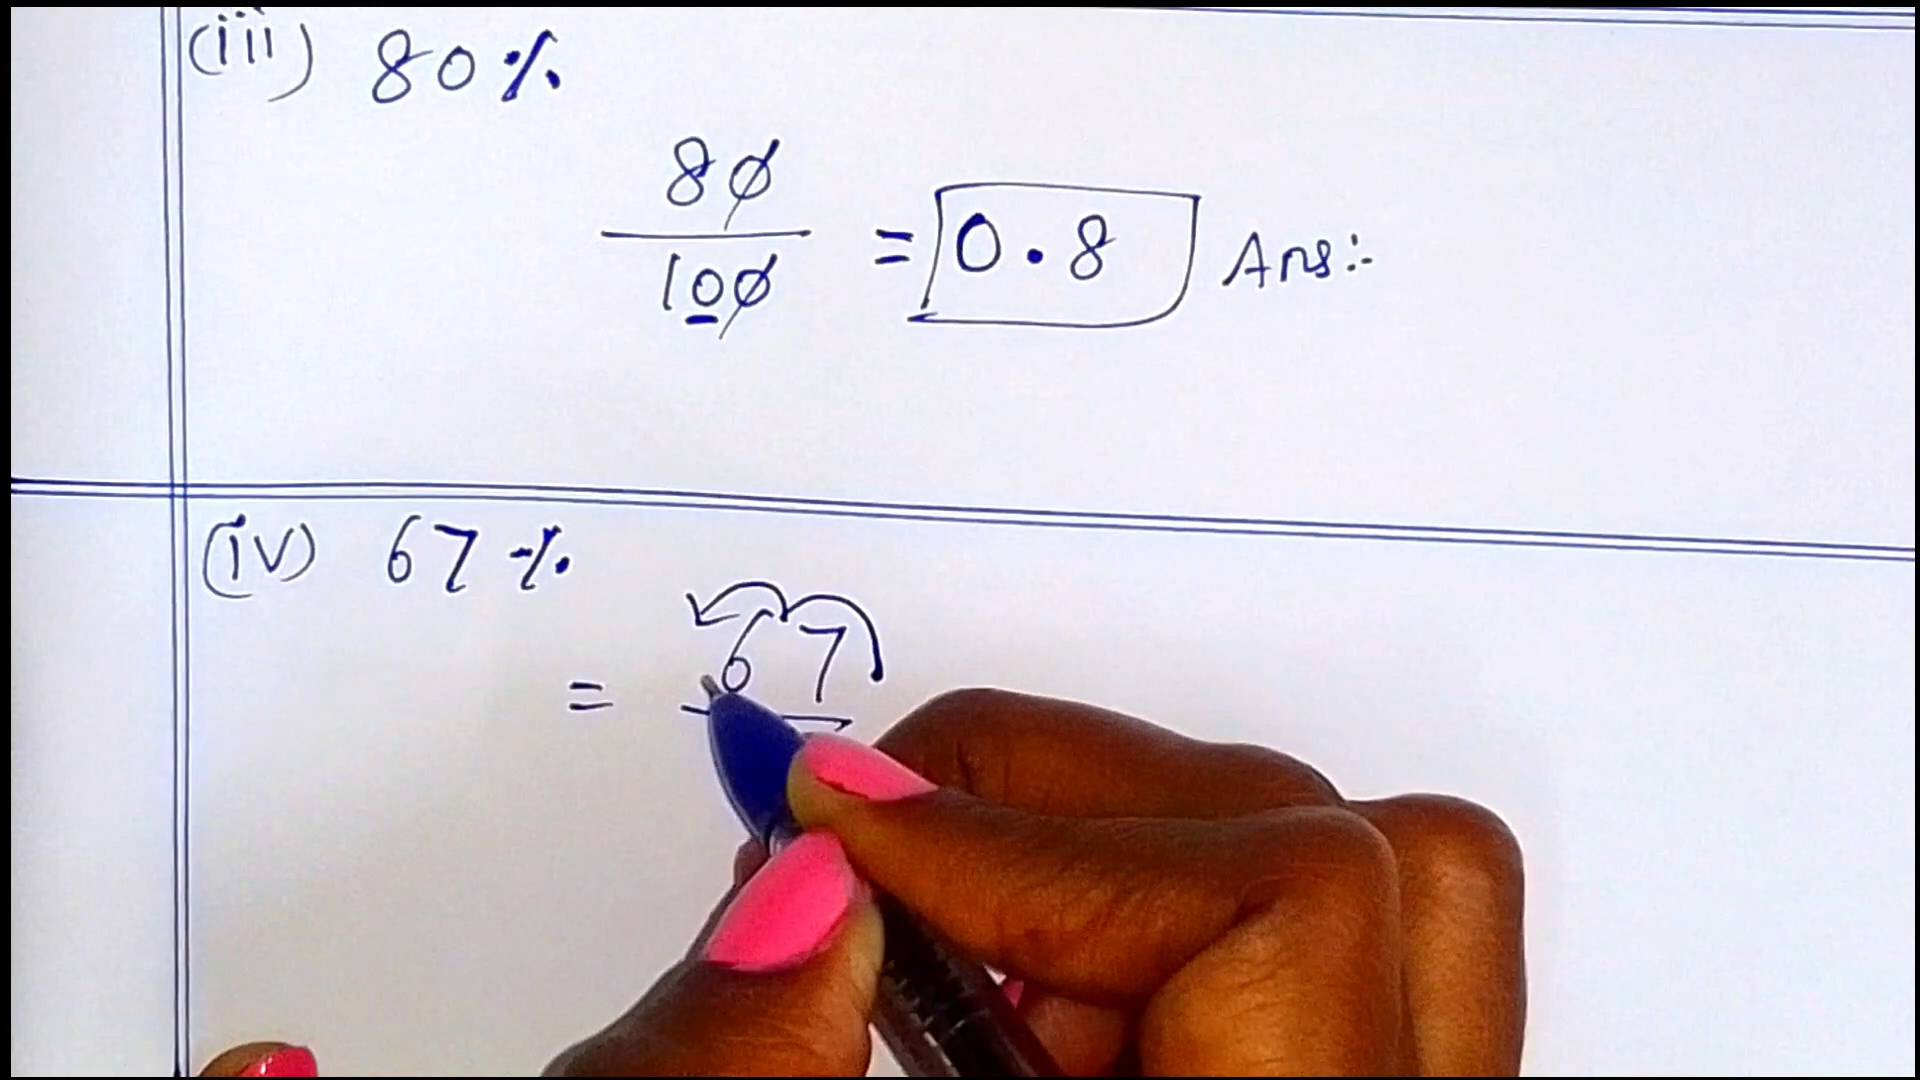 (iii) 80%
80
100
= 0.8 Ans:-
(iv) 67%
= 67